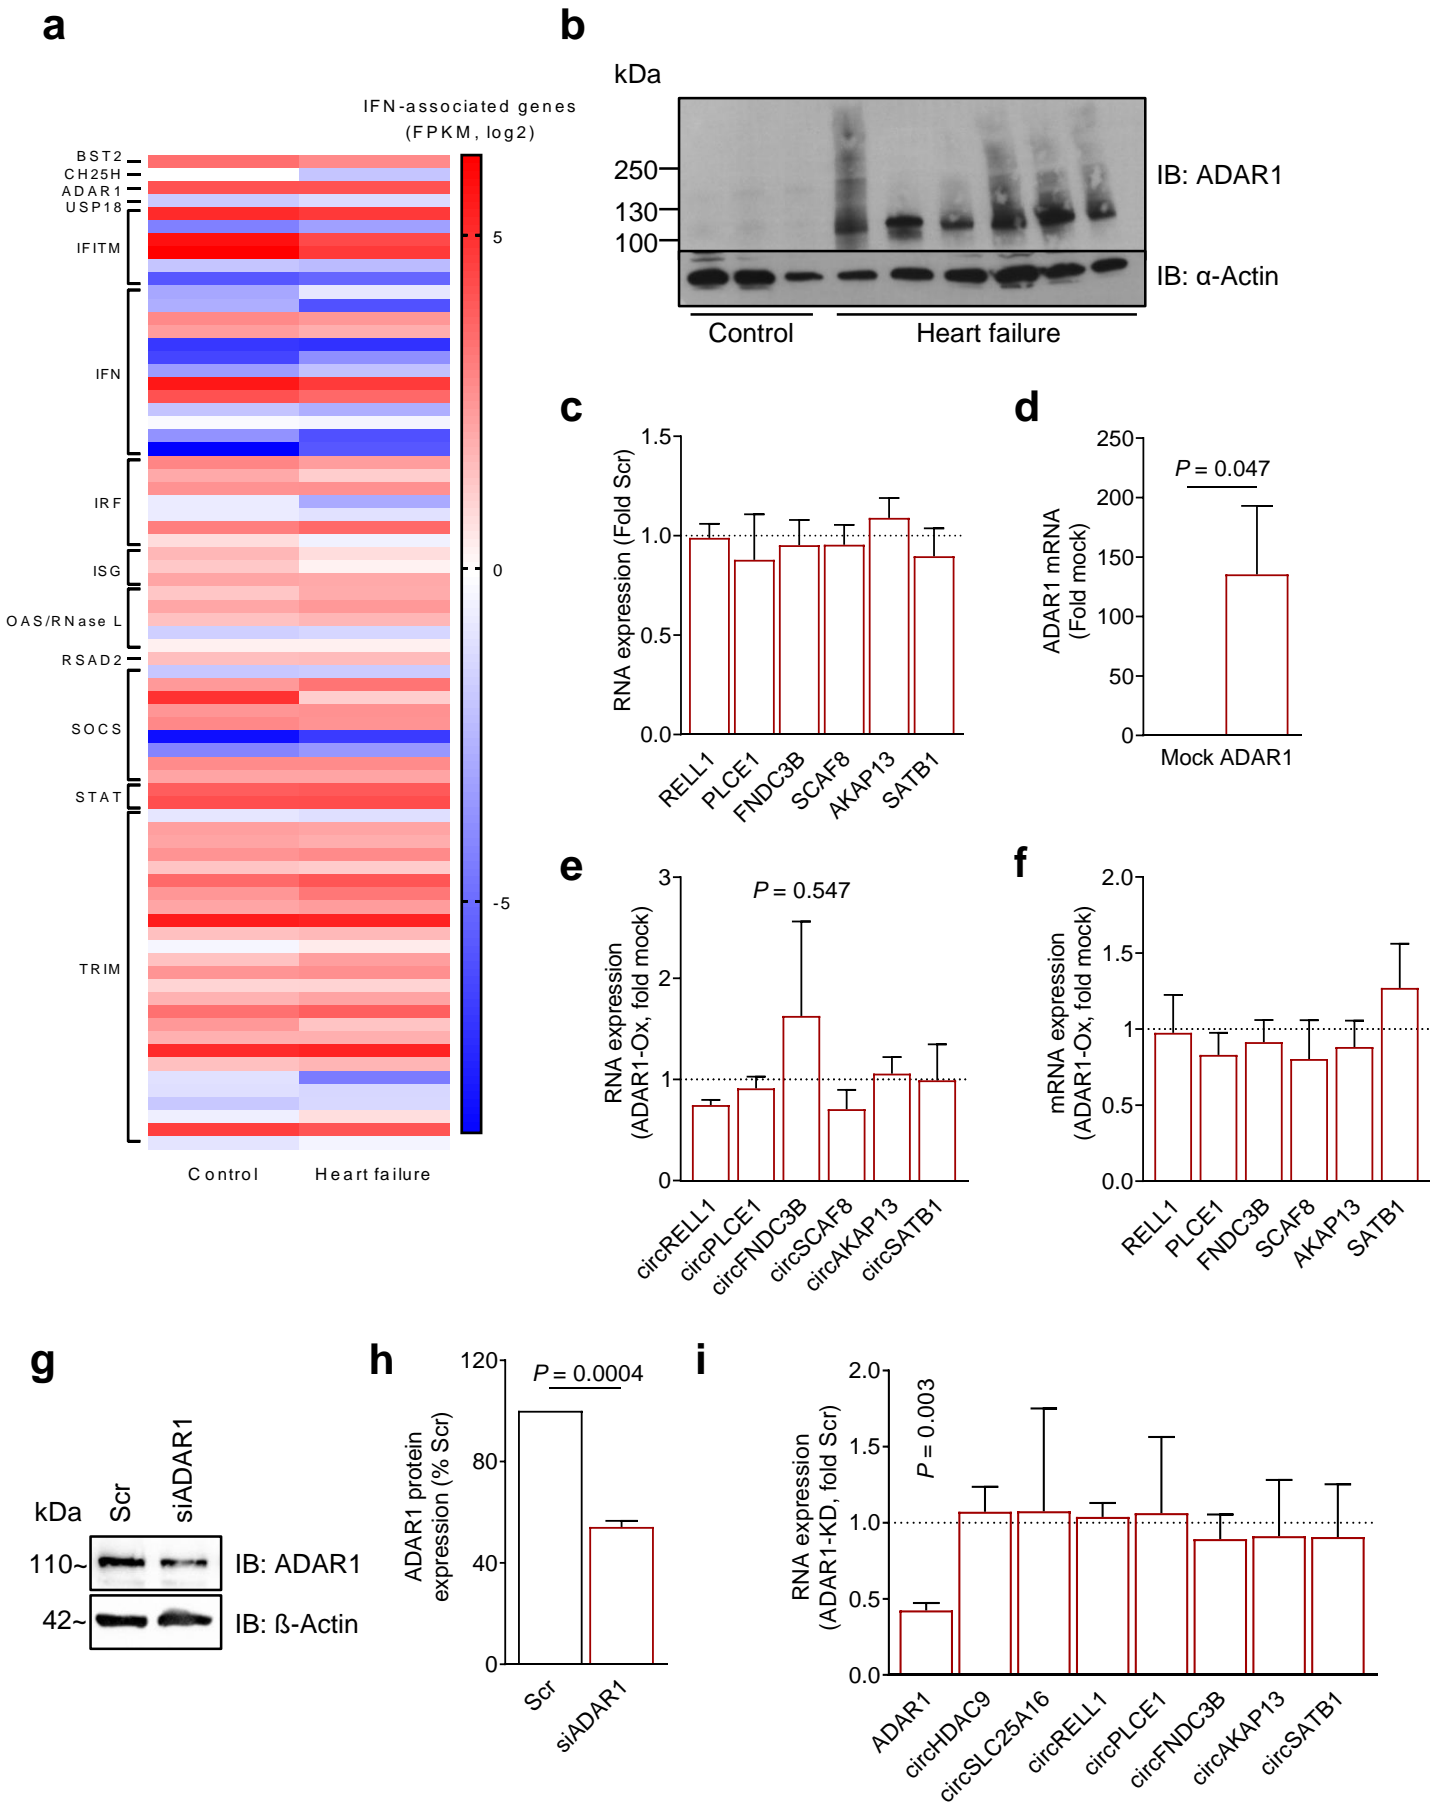 a
IFN-associated genes
(FPKM, log2)
BST2
CH25H
ADAR1
USP18
IFITM
IFN
IRF
ISG
OAS/RNase L
RSAD2
SOCS
STAT
TRIM
5
0
-5
Control
Heart failure
b
kDa
250
130
100
IB: ADAR1
IB: α-Actin
Control
Heart failure
c
RNA expression (Fold Scr)
1.5
1.0
0.5
0.0
RELL1
PLCE1
FNDC3B
SCAF8
AKAP13
SATB1
d
ADAR1 mRNA
(Fold mock)
250
200
150
100
50
0
P = 0.047
Mock ADAR1
e
RNA expression
(ADAR1-Ox, fold mock)
3
2
1
0
P = 0.547
circRELL1
circPLCE1
circFNDC3B
circSCAF8
circAKAP13
circSATB1
f
mRNA expression
(ADAR1-Ox, fold mock)
2.0
1.5
1
0.5
0.0
RELL1
PLCE1
FNDC3B
SCAF8
AKAP13
SATB1
g
kDa
Scr
siADAR1
110~
IB: ADAR1
42~
IB: ß-Actin
h
ADAR1 protein
expression (% Scr)
120
80
40
0
P = 0.0004
Scr
siADAR1
i
RNA expression
(ADAR1-KD, fold Scr)
2.0
1.5
1.0
0.5
0.0
P = 0.003
ADAR1
circHDAC9
circSLC25A16
circRELL1
circPLCE1
circFNDC3B
circAKAP13
circSATB1